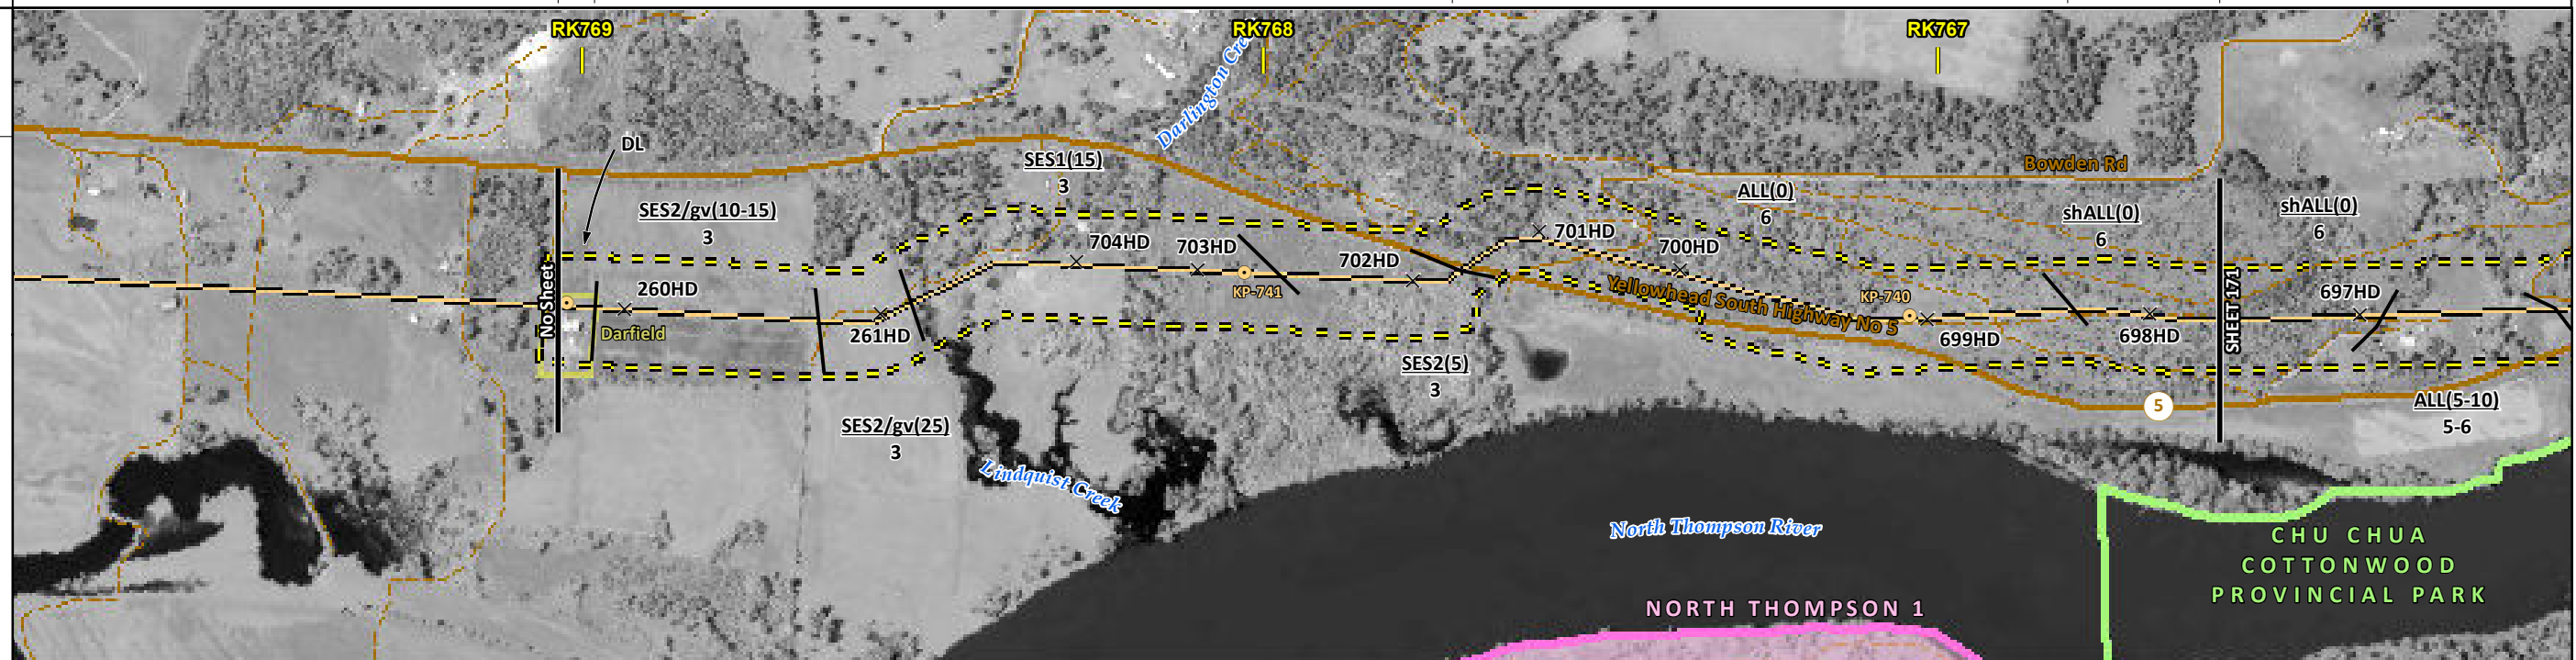 RK769
RK768
RK767
Darlington Cree
DL
SES1(15)
3
Bowden Rd
SES2/gv(10-15)
3
ALL(0)
6
shALL(0)
6
shALL(0)
6
704HD
703HD
702HD
701HD
700HD
No Sheet
260HD
Darfield
261HD
KP-741
Yellowhead South Highway No 5
KP-740
699HD
698HD
SHEET 171
697HD
SES2(5)
3
SES2/gv(25)
3
5
ALL(5-10)
5-6
Lindquist Creek
North Thompson River
CHU CHUA
COTTONWOOD
PROVINCIAL PARK
NORTH THOMPSON 1